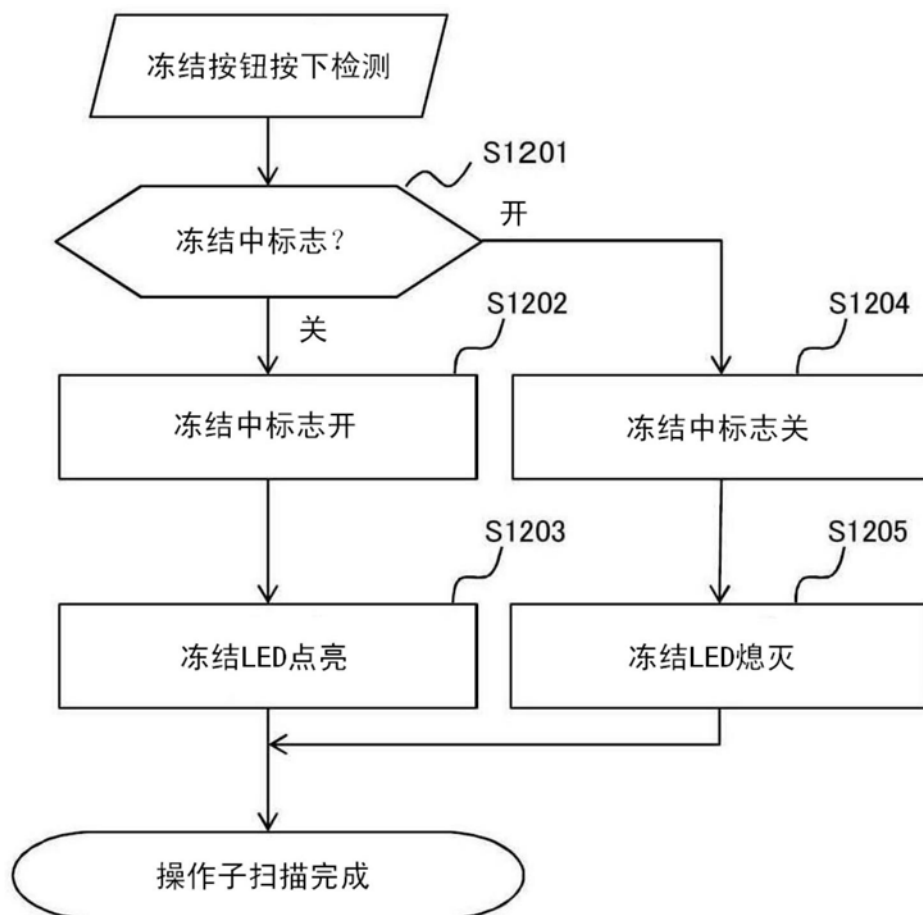 冻结按钮按下检测
S1201
冻结中标志？
开
关
S1202
S1204
冻结中标志开
冻结中标志关
S1203
S1205
冻结LED点亮
冻结LED熄灭
操作子扫描完成